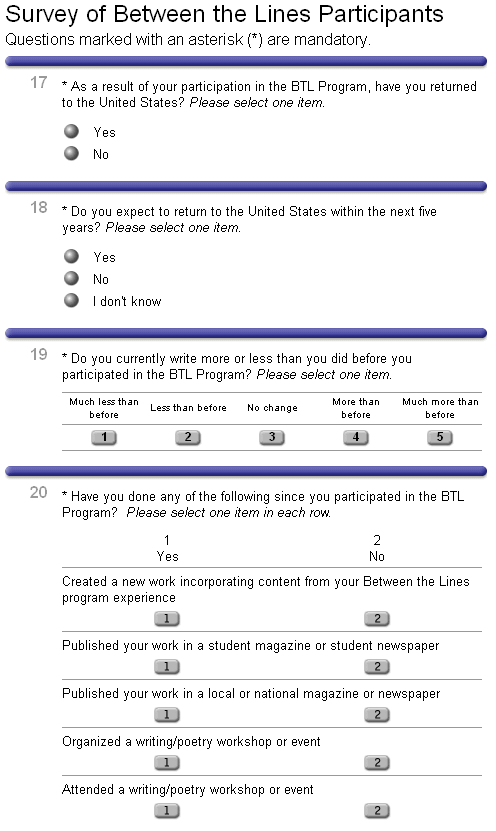 Survey of Between the Lines Participants
Questions marked with an asterisk (*) are mandatory.
17
* As a result of your participation in the BTL Program, have you returned
to the United States? Please select one item.
Yes
No
18
* Do you expect to return to the United States within the next five
years? Please select one item.
Yes
No
I don't know
19
* Do you currently write more or less than you did before you
participated in the BTL Program? Please select one item.
Much less than before Less than before No change More than before Much more than before
1 2 3 4 5
20
* Have you done any of the following since you participated in the BTL
Program? Please select one item in each row.
1 2
Yes No
Created a new work incorporating content from your Between the Lines
program experience
1 2
Published your work in a student magazine or student newspaper
1 2
Published your work in a local or national magazine or newspaper
1 2
Organized a writing/poetry workshop or event
1 2
Attended a writing/poetry workshop or event
1 2